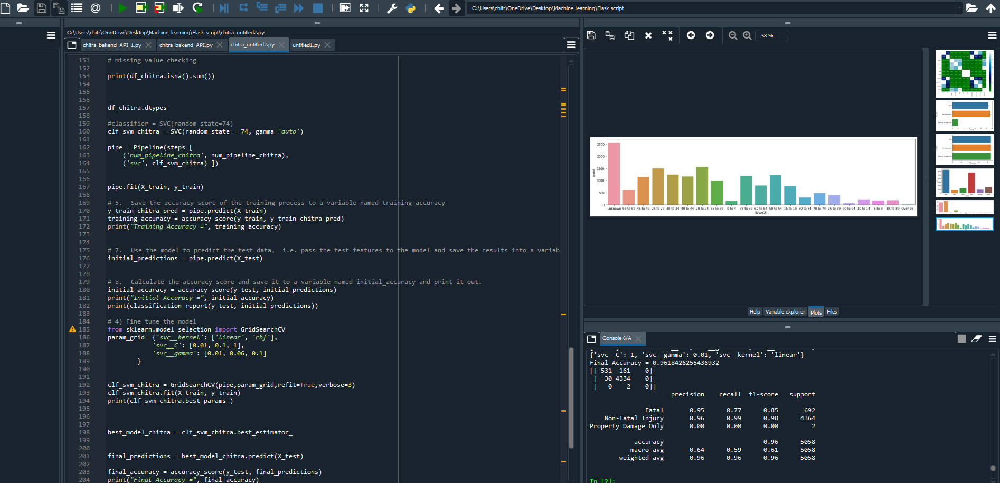 C:\Users\chitr\OneDrive\Desktop\Machine_learning\Flask script
C:\Users\chitr\OneDrive\Desktop\Machine_learning\Flask script\chitra_untitled2.py
chitra_bakend_API_1.py
chitra_bakend_API.py
chitra_untitled2.py
untitled1.py
151 # missing value checking
152
153 print(df_chitra.isna().sum())
154
155
156
157 df_chitra.dtypes
158
159 #classifier = SVC(random_state=74)
160 clf_svm_chitra = SVC(random_state = 74, gamma='auto')
161
162 pipe = Pipeline(steps=[
163 ('num_pipeline_chitra', num_pipeline_chitra),
164 ('svc', clf_svm_chitra) ])
165
166
167 pipe.fit(X_train, y_train)
168
169 # 5. Save the accuracy score of the training process to a variable named training_accuracy
170 y_train_chitra_pred = pipe.predict(X_train)
171 training_accuracy = accuracy_score(y_train, y_train_chitra_pred)
172 print("Training Accuracy =", training_accuracy)
173
174
175 # 7. Use the model to predict the test data, i.e. pass the test features to the model and save the results into a variab
176 initial_predictions = pipe.predict(X_test)
177
178
179 # 8. Calculate the accuracy score and save it to a variable named initial_accuracy and print it out.
180 initial_accuracy = accuracy_score(y_test, initial_predictions)
181 print("Initial Accuracy =", initial_accuracy)
182 print(classification_report(y_test, initial_predictions))
183
184 # 4) Fine tune the model
185 from sklearn.model_selection import GridSearchCV
186 param_grid= {'svc__kernel': ['linear', 'rbf'],
187 'svc__C': [0.01, 0.1, 1],
188 'svc__gamma': [0.01, 0.06, 0.1]
189 }
190
191
192 clf_svm_chitra = GridSearchCV(pipe,param_grid,refit=True,verbose=3)
193 clf_svm_chitra.fit(X_train, y_train)
194 print(clf_svm_chitra.best_params_)
195
196
197
198 best_model_chitra = clf_svm_chitra.best_estimator_
199
200
201 final_predictions = best_model_chitra.predict(X_test)
202
203 final_accuracy = accuracy_score(y_test, final_predictions)
204 print("Final Accuracy =", final_accuracy)
58 %
2500
2000
1500
1000
500
0
count
unknown 65 to 69 45 to 49 25 to 29 30 to 34 40 to 44 20 to 24 55 to 59 0 to 4 35 to 39 60 to 64 50 to 54 15 to 19 80 to 84 70 to 74 75 to 79 90 to 94 10 to 14 5 to 9 85 to 89 Over 95
INVAGE
Help Variable explorer Plots Files
Console 6/A
{'svc__C': 1, 'svc__gamma': 0.01, 'svc__kernel': 'linear'}
Final Accuracy = 0.9618426255436932
[[ 531 161 0]
[ 30 4334 0]
[ 0 2 0]]
precision recall f1-score support
Fatal 0.95 0.77 0.85 692
Non-Fatal Injury 0.96 0.99 0.98 4364
Property Damage Only 0.00 0.00 0.00 2
accuracy 0.96 5058
macro avg 0.64 0.59 0.61 5058
weighted avg 0.96 0.96 0.96 5058
In [2]: